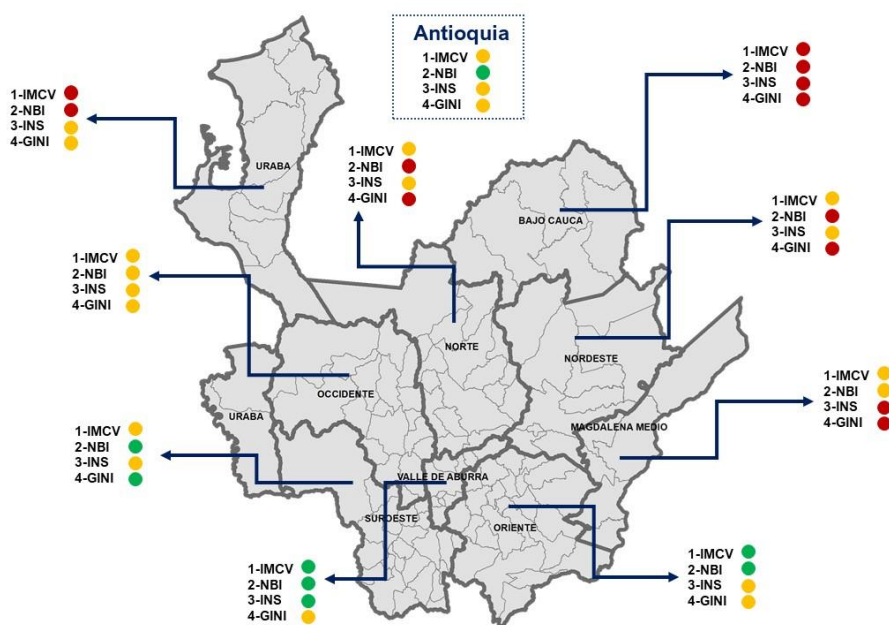 Antioquia
1-IMCV
2-NBI
3-INS
4-GINI
1-IMCV
2-NBI
3-INS
4-GINI
1-IMCV
2-NBI
3-INS
4-GINI
1-IMCV
2-NBI
3-INS
4-GINI
URABA
BAJO CAUCA
1-IMCV
2-NBI
3-INS
4-GINI
1-IMCV
2-NBI
3-INS
4-GINI
NORTE
NORDESTE
OCCIDENTE
URABA
1-IMCV
2-NBI
3-INS
4-GINI
MAGDALENA MEDIO
1-IMCV
2-NBI
3-INS
4-GINI
VALLE DE ABURRA
SUROESTE
ORIENTE
1-IMCV
2-NBI
3-INS
4-GINI
1-IMCV
2-NBI
3-INS
4-GINI